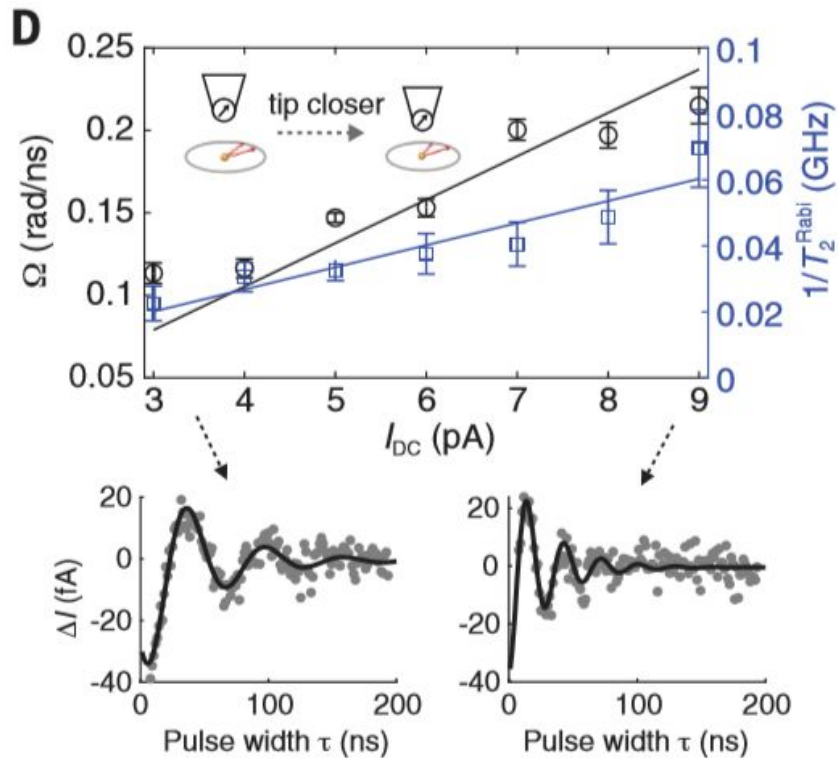 D
0.25
0.2
0.15
0.1
0.05
Ω (rad/ns)
tip closer
0.1
0.08
0.06
0.04
0.02
0
1/T₂^Rabi (GHz)
3 4 5 6 7 8 9
I_DC (pA)
20
0
-20
-40
ΔI (fA)
0 100 200
Pulse width τ (ns)
20
0
-20
-40
0 100 200
Pulse width τ (ns)